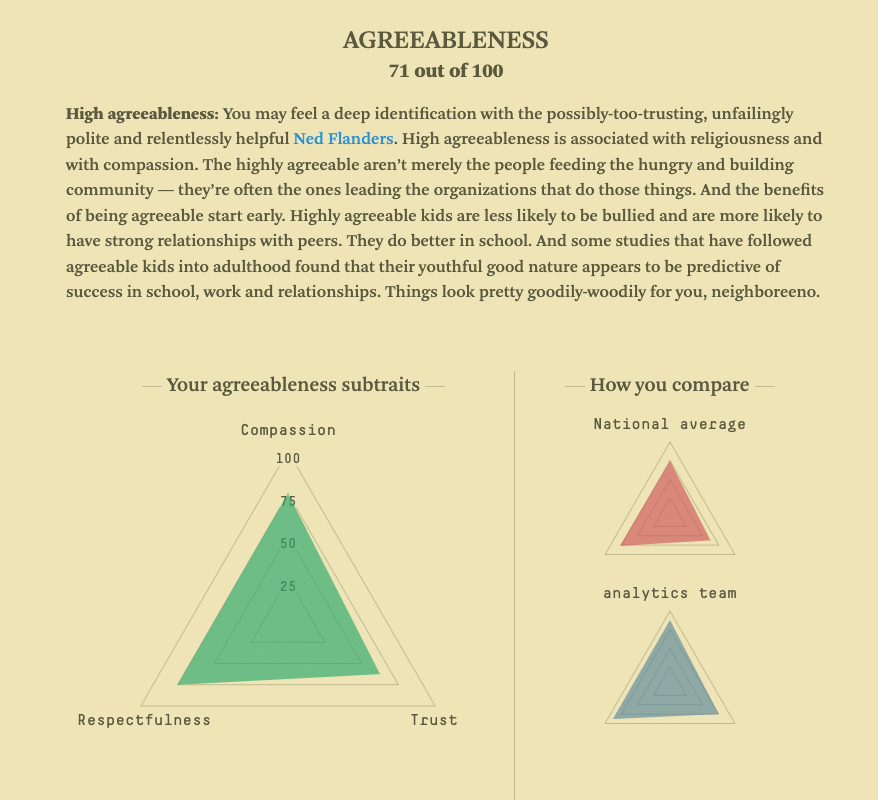 AGREEABLENESS
71 out of 100
High agreeableness: You may feel a deep identification with the possibly-too-trusting, unfailingly
polite and relentlessly helpful Ned Flanders. High agreeableness is associated with religiousness and
with compassion. The highly agreeable aren’t merely the people feeding the hungry and building
community — they’re often the ones leading the organizations that do those things. And the benefits
of being agreeable start early. Highly agreeable kids are less likely to be bullied and are more likely to
have strong relationships with peers. They do better in school. And some studies that have followed
agreeable kids into adulthood found that their youthful good nature appears to be predictive of
success in school, work and relationships. Things look pretty goodily-woodily for you, neighboreeno.
Your agreeableness subtraits
Compassion
100
75
50
25
Respectfulness
Trust
How you compare
National average
analytics team